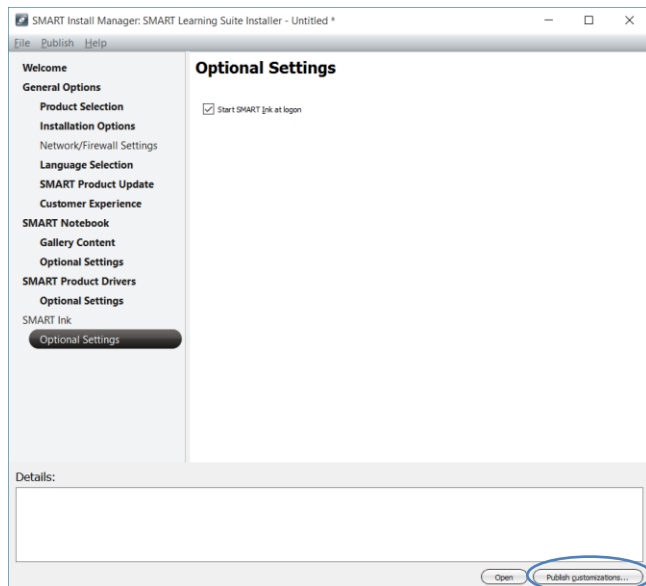 SMART Install Manager: SMART Learning Suite Installer - Untitled *
File Publish Help
Welcome
General Options
Product Selection
Installation Options
Network/Firewall Settings
Language Selection
SMART Product Update
Customer Experience
SMART Notebook
Gallery Content
Optional Settings
SMART Product Drivers
Optional Settings
SMART Ink
Optional Settings
Optional Settings
Start SMART Ink at logon
Details:
Open Publish customizations...